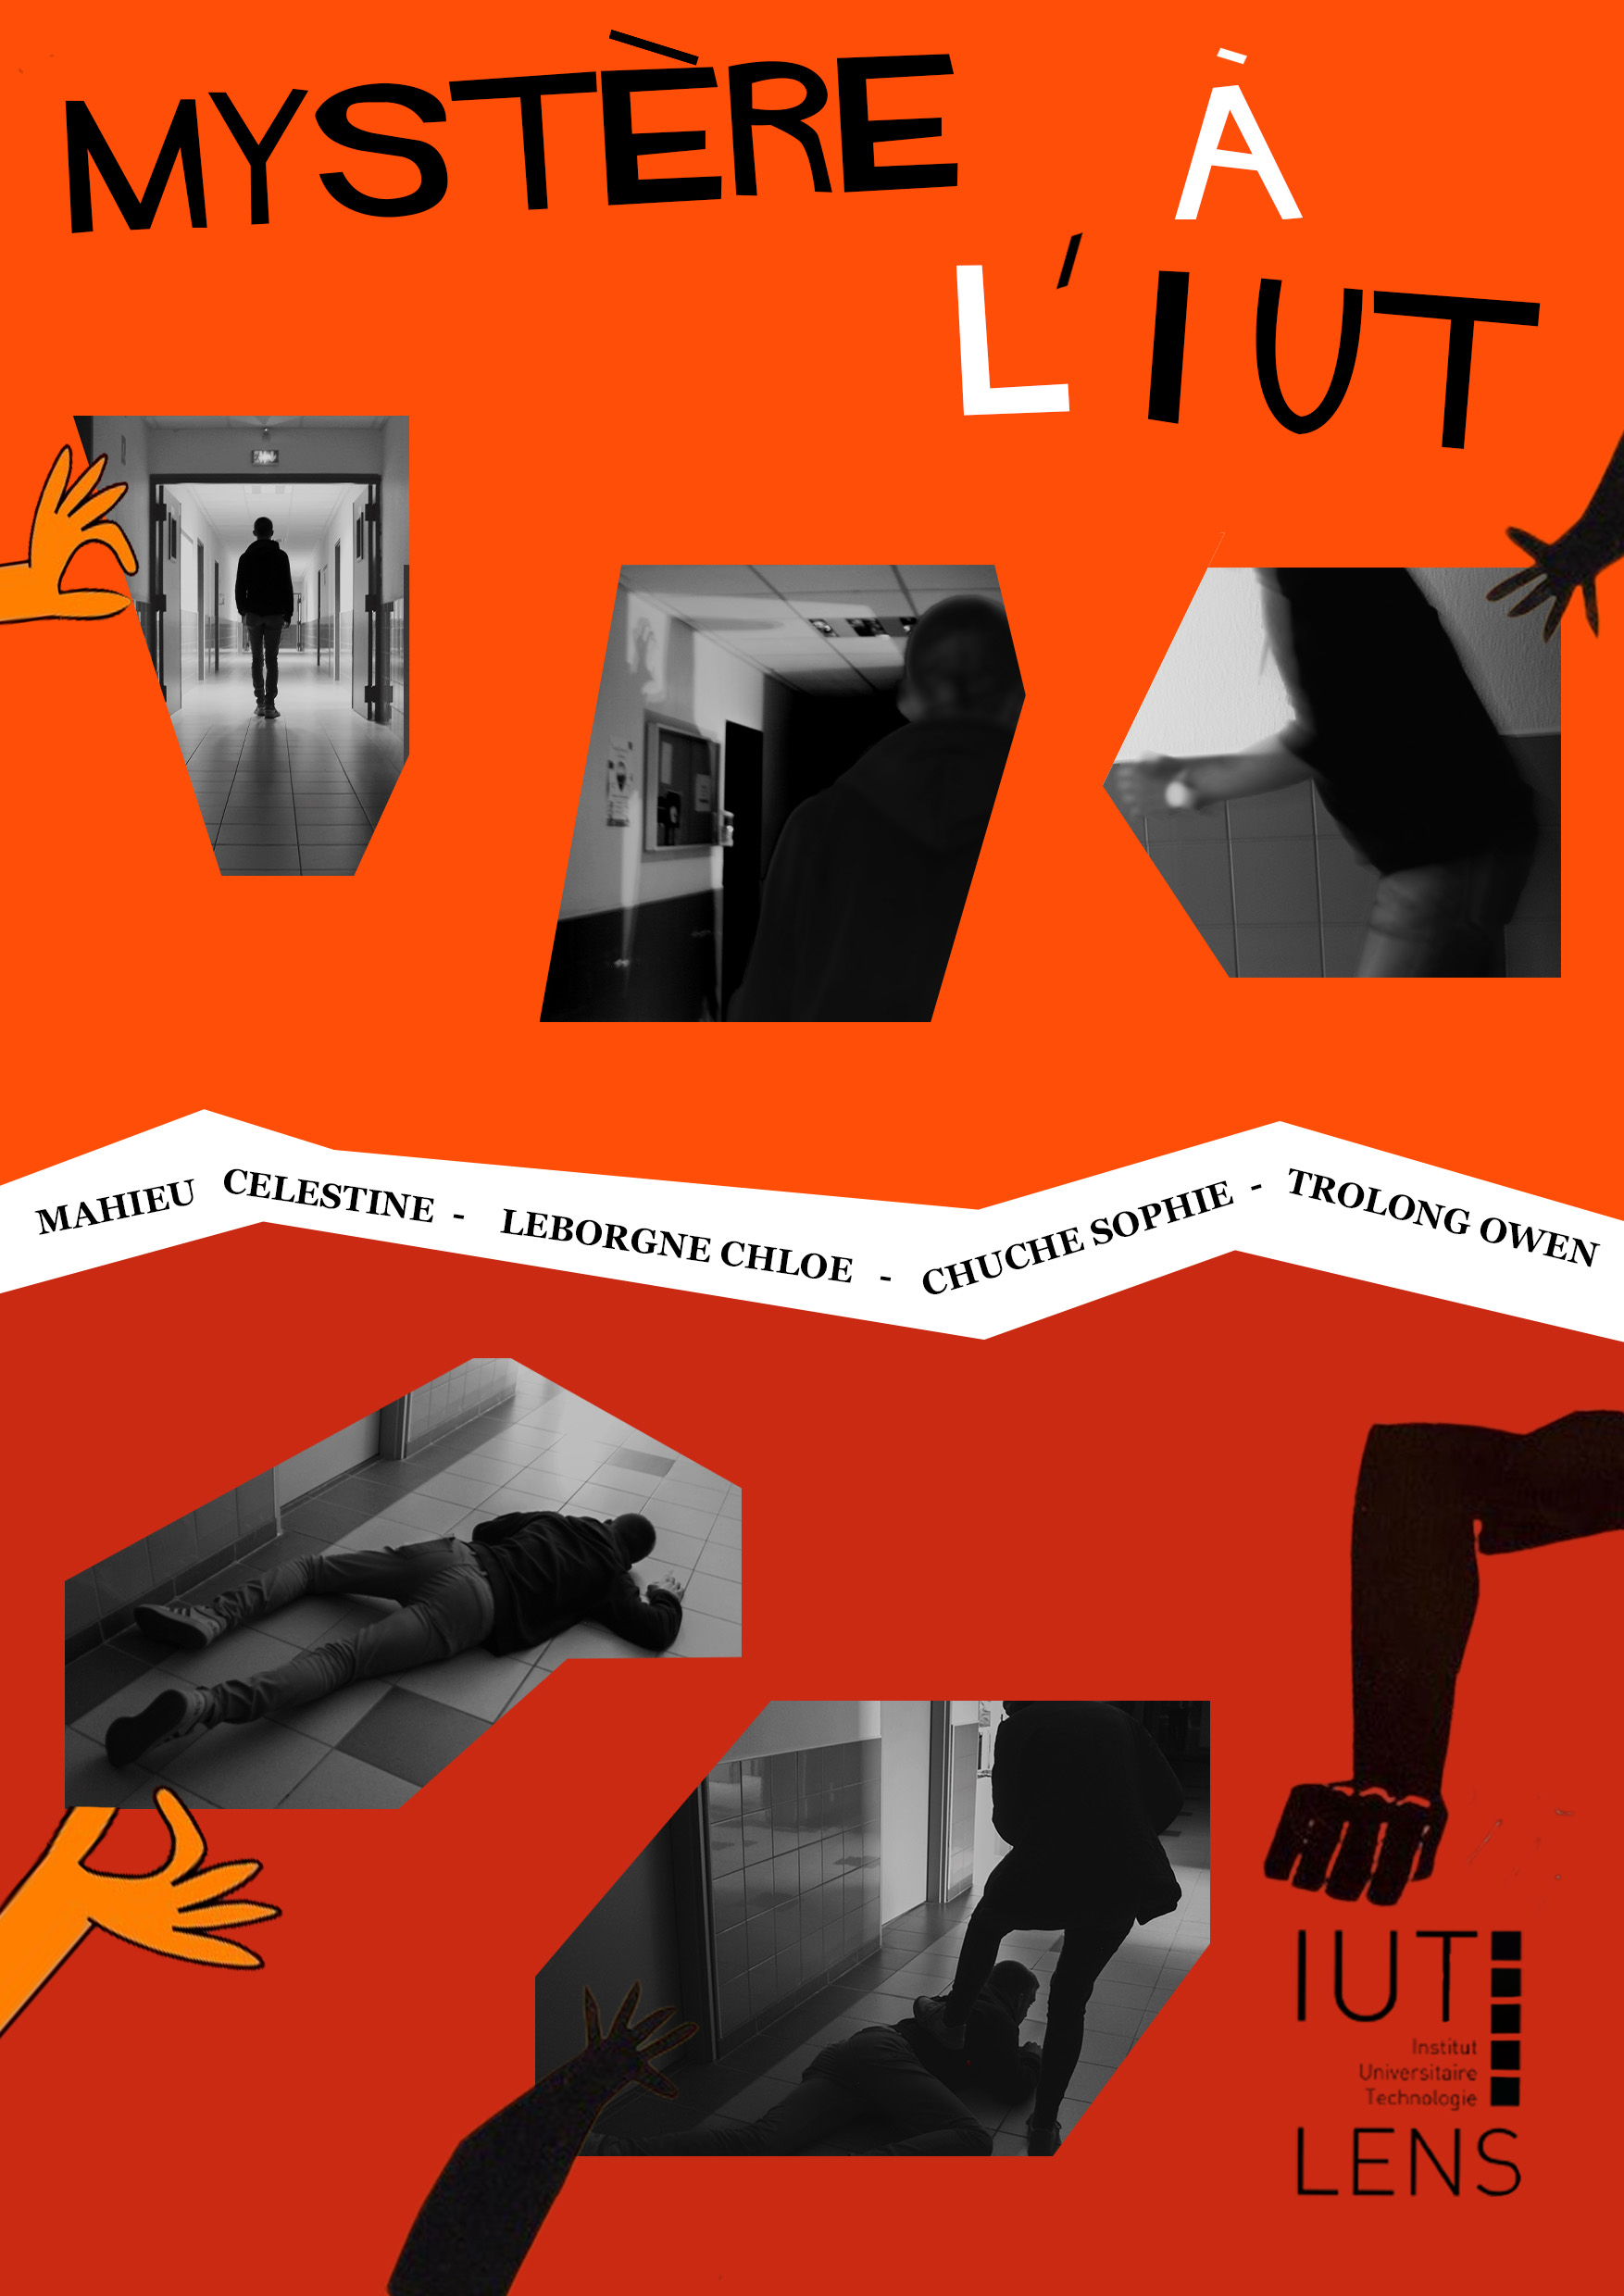 MYSTÈRE À
L'IUT
MAHIEU CELESTINE - LEBORGNE CHLOE - CHUCHE SOPHIE - TROLONG OWEN
IUT
Institut
Universitaire
Technologie
LENS